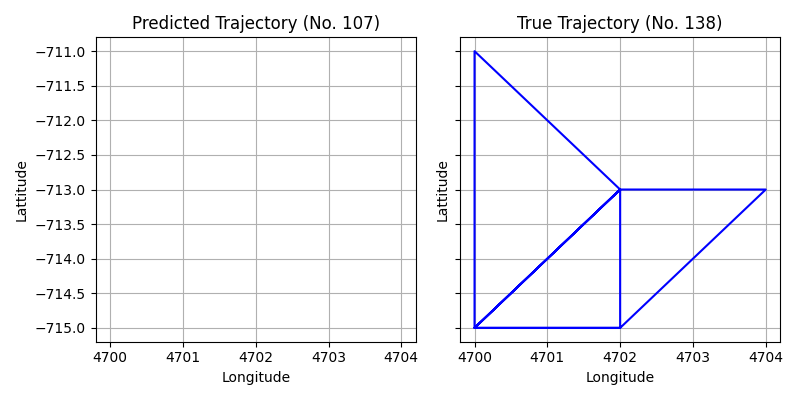 Predicted Trajectory (No. 107)
−711.0
−711.5
−712.0
−712.5
−713.0
−713.5
−714.0
−714.5
−715.0
Lattitude
4700 4701 4702 4703 4704
Longitude
True Trajectory (No. 138)
Lattitude
4700 4701 4702 4703 4704
Longitude